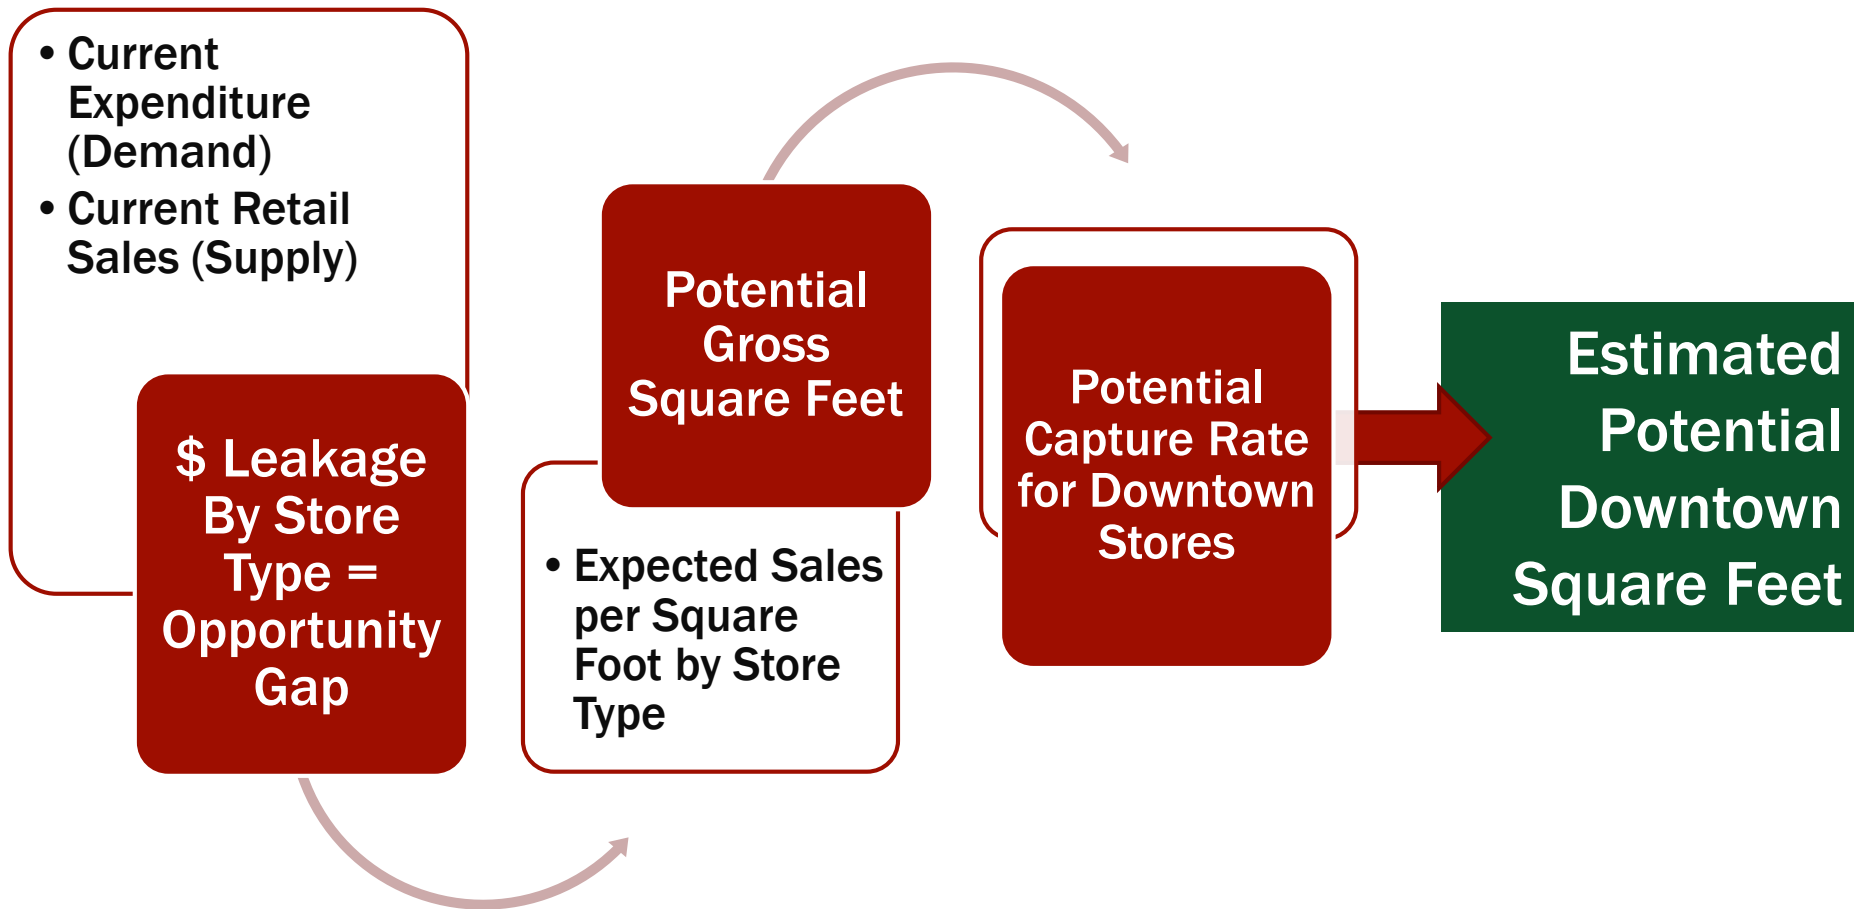 • Current
Expenditure
(Demand)
• Current Retail
Sales (Supply)
$ Leakage
By Store
Type =
Opportunity
Gap
Potential
Gross
Square Feet
• Expected Sales
per Square
Foot by Store
Type
Potential
Capture Rate
for Downtown
Stores
Estimated
Potential
Downtown
Square Feet